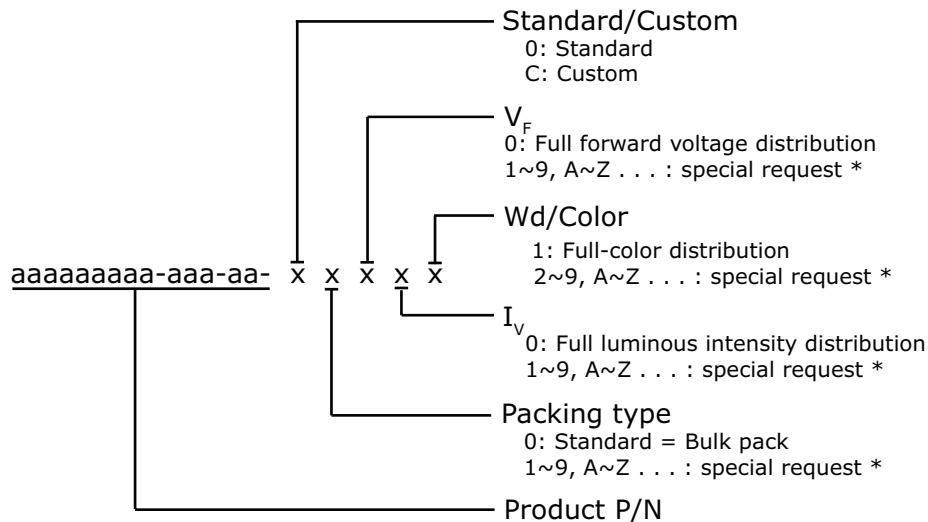 Standard/Custom
0: Standard
C: Custom
VF
0: Full forward voltage distribution
1~9, A~Z . . . : special request *
Wd/Color
1: Full-color distribution
2~9, A~Z . . . : special request *
aaaaaaaaa-aaa-aa- x x x x x
IV
0: Full luminous intensity distribution
1~9, A~Z . . . : special request *
Packing type
0: Standard = Bulk pack
1~9, A~Z . . . : special request *
Product P/N